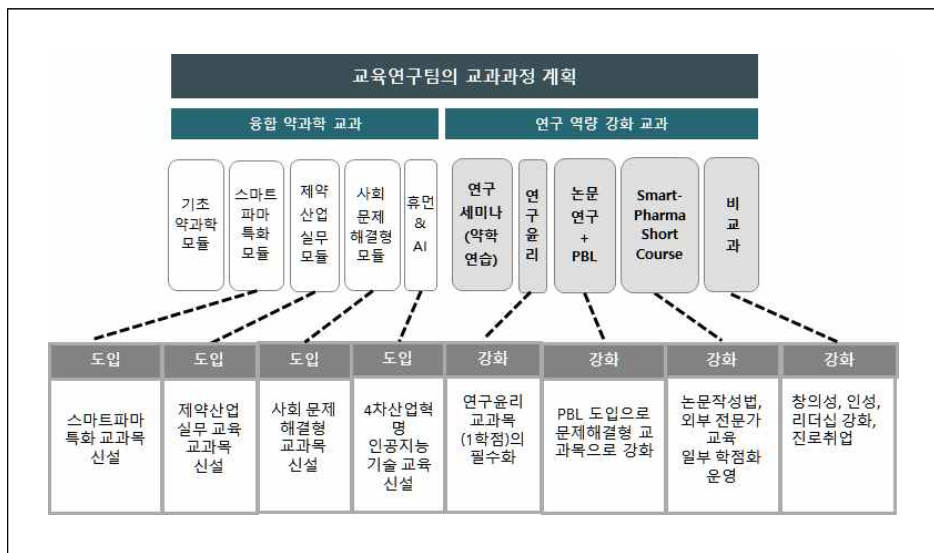 교육연구팀의 교과과정 계획
융합 약과학 교과
연구 역량 강화 교과
기초
약과학
모듈
스마트
파마
특화
모듈
제약
산업
실무
모듈
사회
문제
해결형
모듈
휴먼
&
AI
연구
세미나
(약학
연습)
연
구
윤
리
논문
연구
+
PBL
Smart-
Pharma
Short
Course
비
교
과
도입
도입
도입
도입
강화
강화
강화
강화
스마트파마
특화 교과목
신설
제약산업
실무 교육
교과목
신설
사회 문제
해결형
교과목
신설
4차산업혁
명
인공지능
기술 교육
신설
연구윤리
교과목
(1학점)의
필수화
PBL 도입으로
문제해결형 교
과목으로 강화
논문작성법,
외부 전문가
교육
일부 학점화
운영
창의성, 인성,
리더십 강화,
진로취업